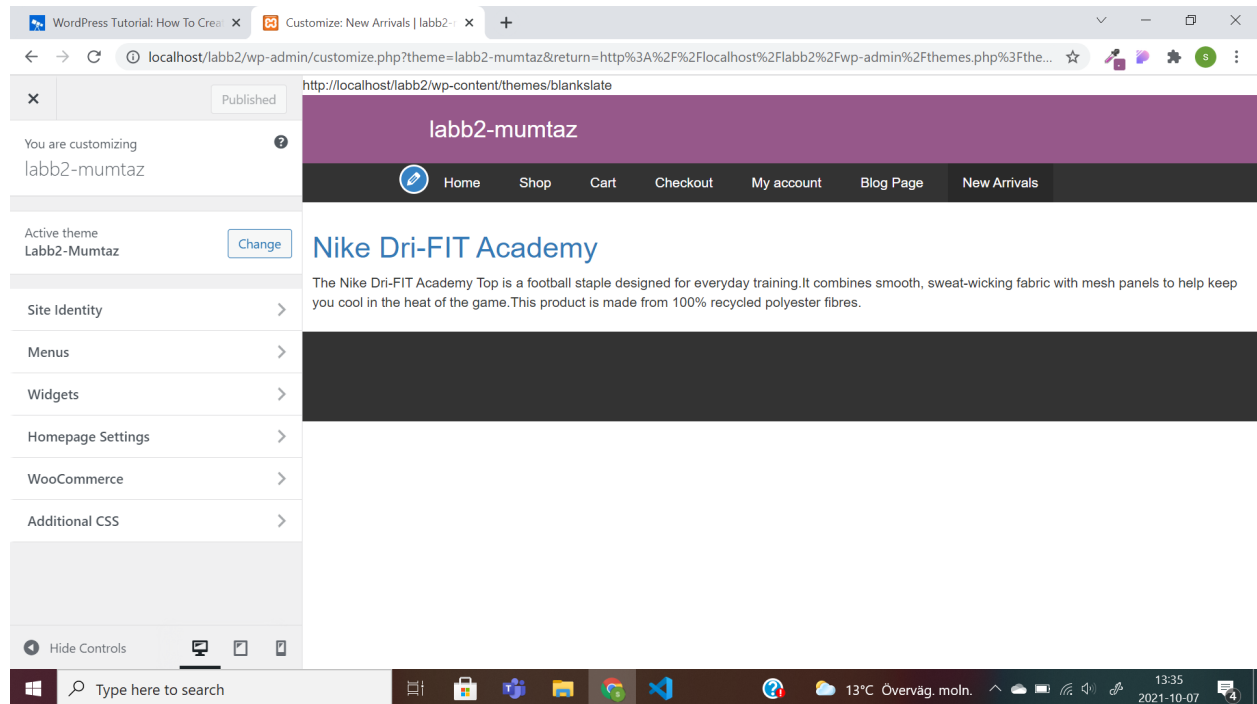 WordPress Tutorial: How To Crea
Customize: New Arrivals | labb2-
localhost/labb2/wp-admin/customize.php?theme=labb2-mumtaz&return=http%3A%2F%2Flocalhost%2Flabb2%2Fwp-admin%2Fthemes.php%3Fthe...
S
Published
You are customizing
labb2-mumtaz
Active theme
Labb2-Mumtaz
Change
Site Identity
Menus
Widgets
Homepage Settings
WooCommerce
Additional CSS
Hide Controls
http://localhost/labb2/wp-content/themes/blankslate
labb2-mumtaz
Home Shop Cart Checkout My account Blog Page New Arrivals
Nike Dri-FIT Academy
The Nike Dri-FIT Academy Top is a football staple designed for everyday training.It combines smooth, sweat-wicking fabric with mesh panels to help keep
you cool in the heat of the game.This product is made from 100% recycled polyester fibres.
Type here to search
13°C Överväg. moln.
13:35
2021-10-07
4